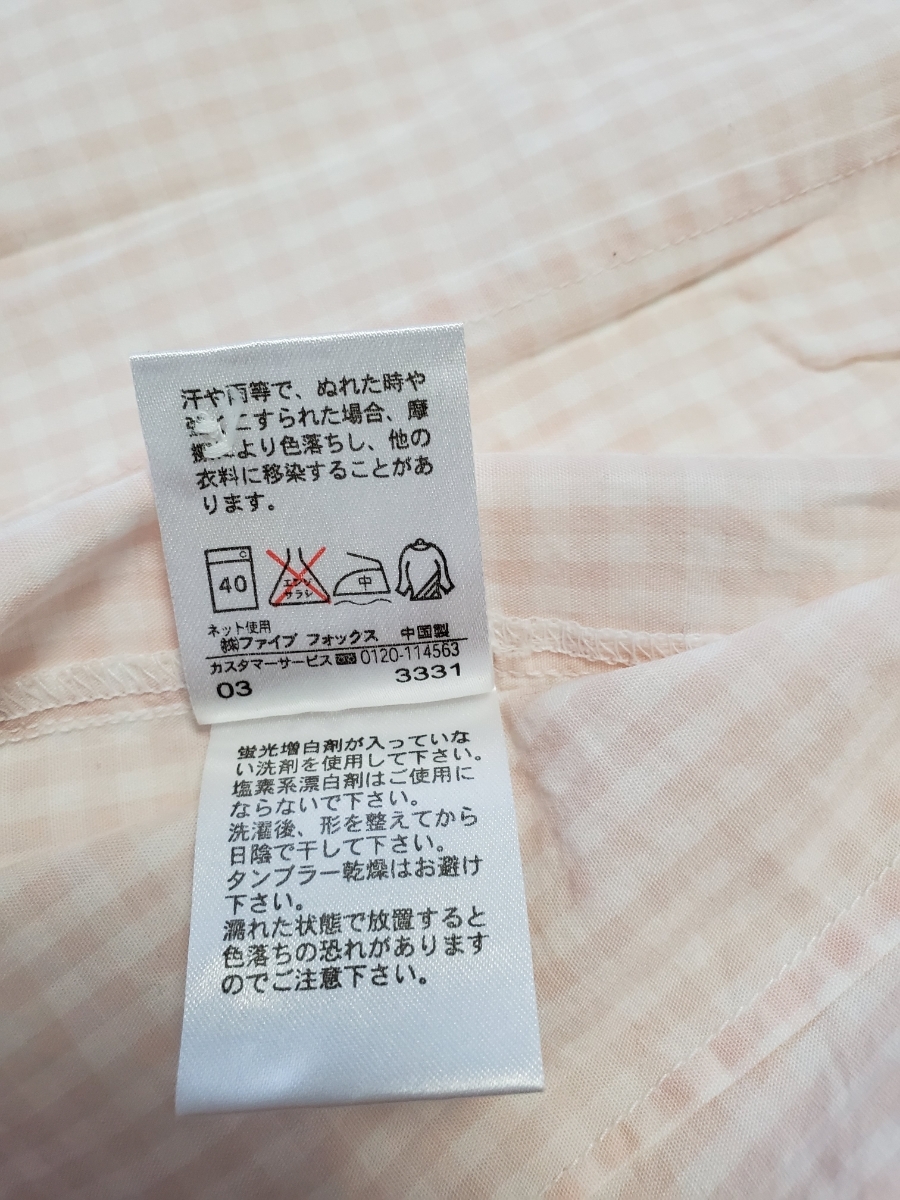 汗や雨等で、ぬれた時や
こすられた場合、摩
より色落ちし、他の
衣料に移染することがあ
ります。
C
40
エンソ
サラシ
中
ネット使用
㈱ファイブ フォックス 中国製
カスタマーサービス 0120-114563
03 3331
蛍光増白剤が入っていな
い洗剤を使用して下さい。
塩素系漂白剤はご使用に
ならないで下さい。
洗濯後、形を整えてから
日陰で干して下さい。
タンブラー乾燥はお避け
下さい。
濡れた状態で放置すると
色落ちの恐れがあります
のでご注意下さい。